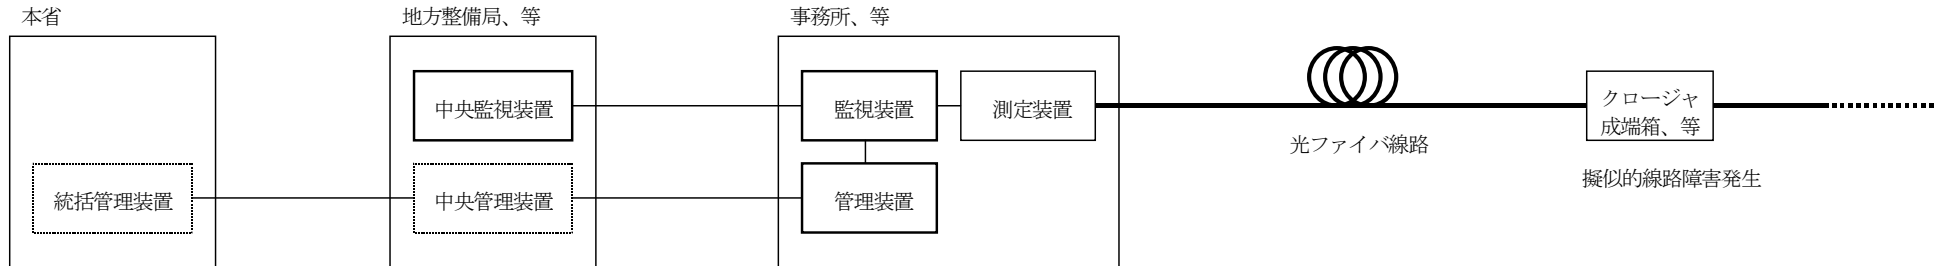 本省
地方整備局、等
事務所、等
中央監視装置
監視装置
測定装置
クロージャ
成端箱、等
光ファイバ線路
擬似的線路障害発生
統括管理装置
中央管理装置
管理装置